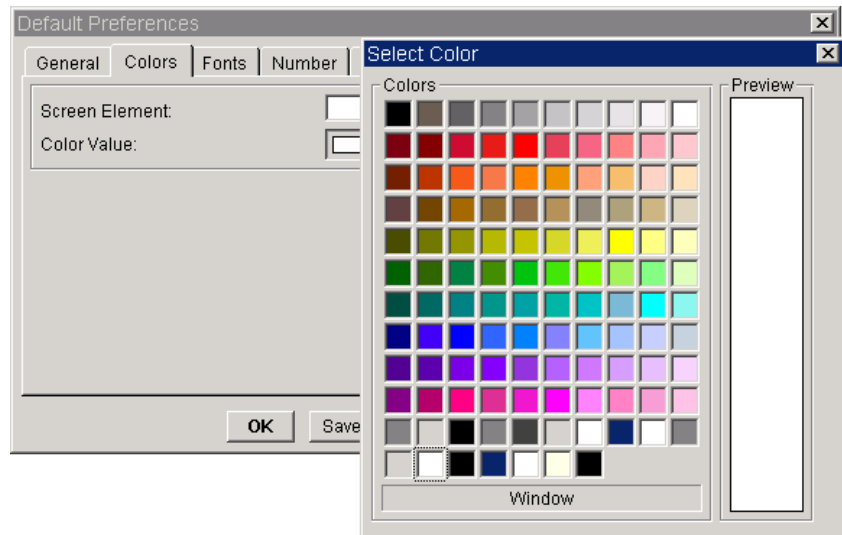 Default Preferences
General Colors Fonts Number
Screen Element:
Color Value:
OK Save
Select Color
Colors
Preview
Window